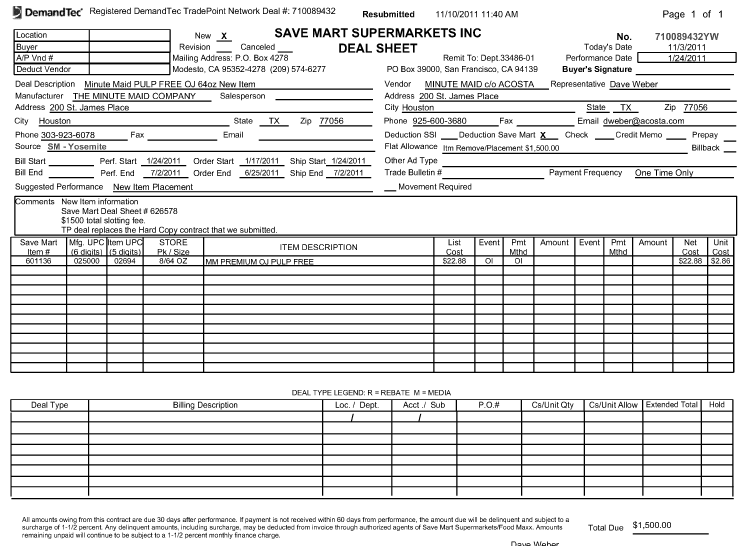 DemandTec Registered DemandTec TradePoint Network Deal #: 710089432 Resubmitted 11/10/2011 11:40 AM Page 1 of 1
Location New X SAVE MART SUPERMARKETS INC No. 710089432YW
Buyer Revision Canceled DEAL SHEET Today's Date 11/3/2011
A/P Vnd # Mailing Address: P.O. Box 4278 Remit To: Dept.33486-01 Performance Date 1/24/2011
Deduct Vendor Modesto, CA 95352-4278 (209) 574-6277 PO Box 39000, San Francisco, CA 94139 Buyer's Signature
Deal Description Minute Maid PULP FREE OJ 64oz New Item Vendor MINUTE MAID c/o ACOSTA Representative Dave Weber
Manufacturer THE MINUTE MAID COMPANY Salesperson Address 200 St. James Place
Address 200 St. James Place City Houston State TX Zip 77056
City Houston State TX Zip 77056 Phone 925-600-3680 Fax Email dweber@acosta.com
Phone 303-923-6078 Fax Email Deduction SSI Deduction Save Mart X Check Credit Memo Prepay
Source SM - Yosemite Flat Allowance Itm Remove/Placement $1,500.00 Billback
Bill Start Perf. Start 1/24/2011 Order Start 1/17/2011 Ship Start 1/24/2011 Other Ad Type
Bill End Perf. End 7/2/2011 Order End 6/25/2011 Ship End 7/2/2011 Trade Bulletin # Payment Frequency One Time Only
Suggested Performance New Item Placement Movement Required
Comments New Item information
Save Mart Deal Sheet # 626578
$1500 total slotting fee.
TP deal replaces the Hard Copy contract that we submitted.
Save Mart Mfg. UPC Item UPC STORE ITEM DESCRIPTION List Event Pmt Amount Event Pmt Amount Net Unit
Item # (6 digits) (5 digits) Pk / Size Cost Mthd Mthd Cost Cost
601136 025000 02694 8/64 OZ MM PREMIUM OJ PULP FREE $22.88 OI OI $22.88 $2.86
DEAL TYPE LEGEND: R = REBATE M = MEDIA
Deal Type Billing Description Loc. / Dept. Acct / Sub P.O.# Cs/Unit Qty Cs/Unit Allow Extended Total Hold
/ /
All amounts owing from this contract are due 30 days after performance. If payment is not received within 60 days from performance, the amount due will be delinquent and subject to a
surcharge of 1-1/2 percent. Any delinquent amounts, including surcharge, may be deducted from invoice through authorized agents of Save Mart Supermarkets/Food Maxx. Amounts
remaining unpaid will continue to be subject to a 1-1/2 percent monthly finance charge.
Total Due $1,500.00
Dave Weber